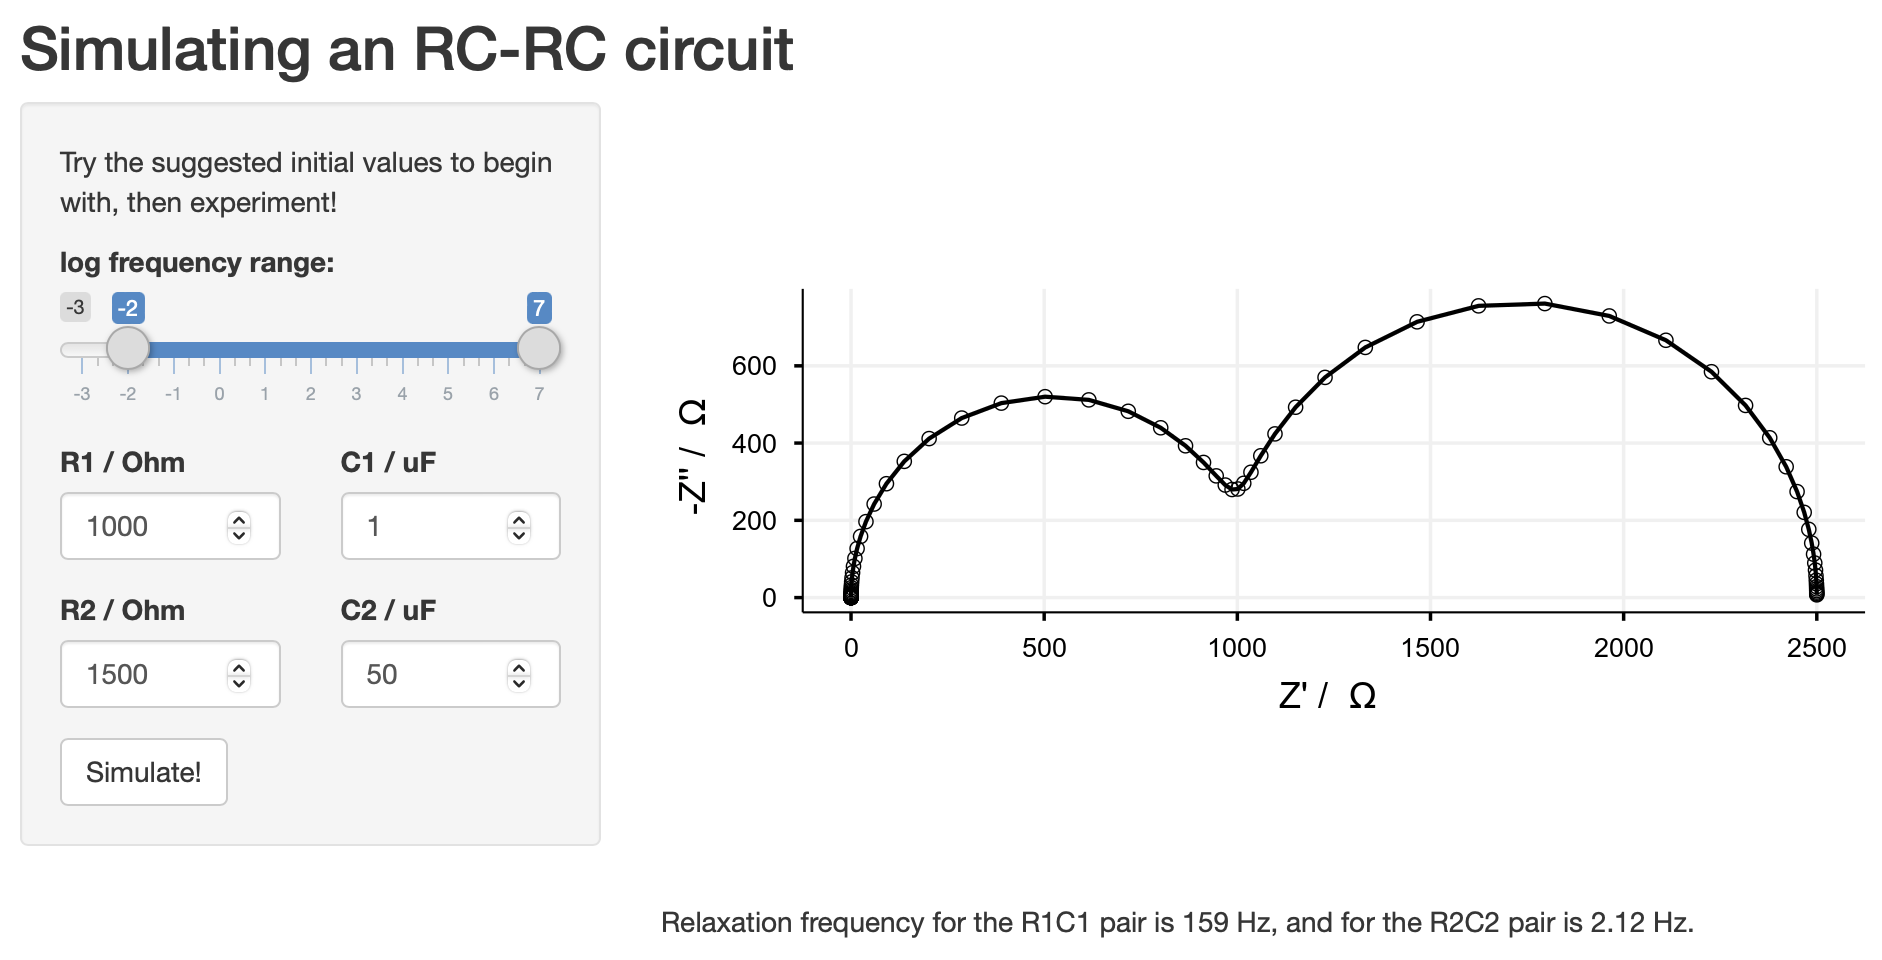 Simulating an RC-RC circuit
Try the suggested initial values to begin
with, then experiment!
log frequency range:
-3 -2 7
-3 -2 -1 0 1 2 3 4 5 6 7
R1 / Ohm C1 / uF
1000 1
R2 / Ohm C2 / uF
1500 50
Simulate!
-Z'' / Ω
600
400
200
0
0 500 1000 1500 2000 2500
Z' / Ω
Relaxation frequency for the R1C1 pair is 159 Hz, and for the R2C2 pair is 2.12 Hz.